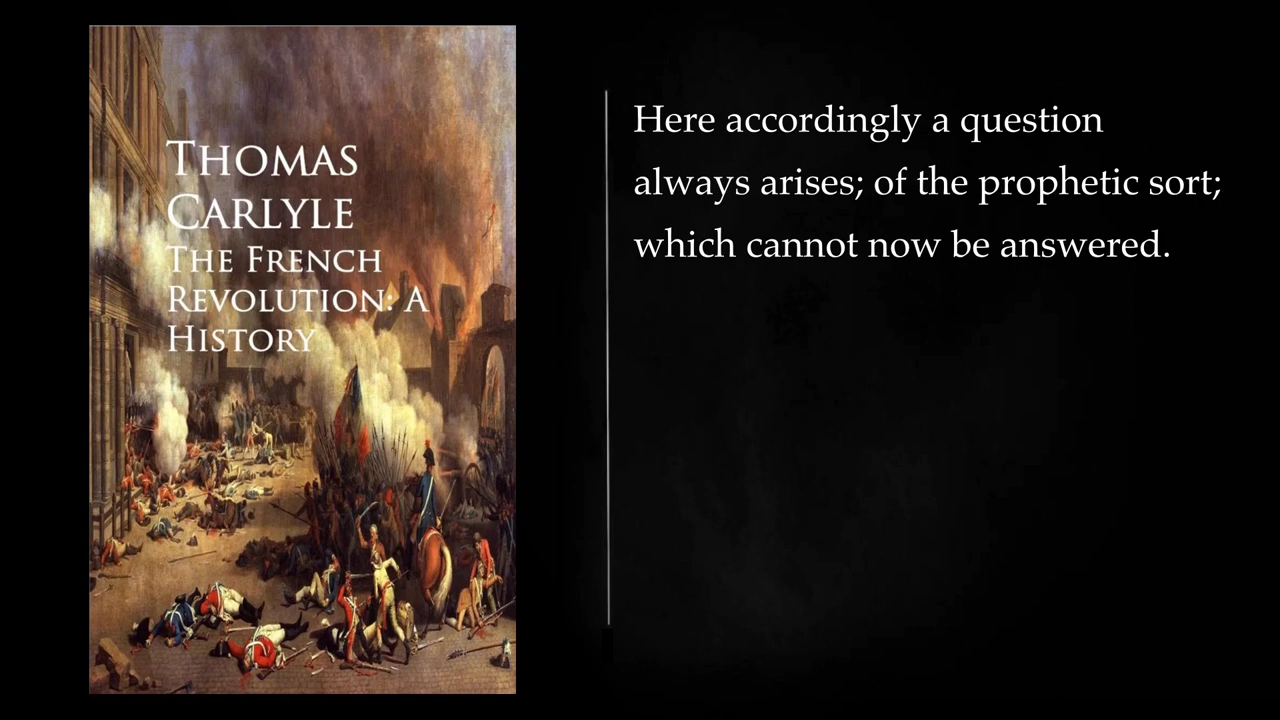 THOMAS
CARLYLE
THE FRENCH
REVOLUTION: A
HISTORY
Here accordingly a question
always arises; of the prophetic sort;
which cannot now be answered.